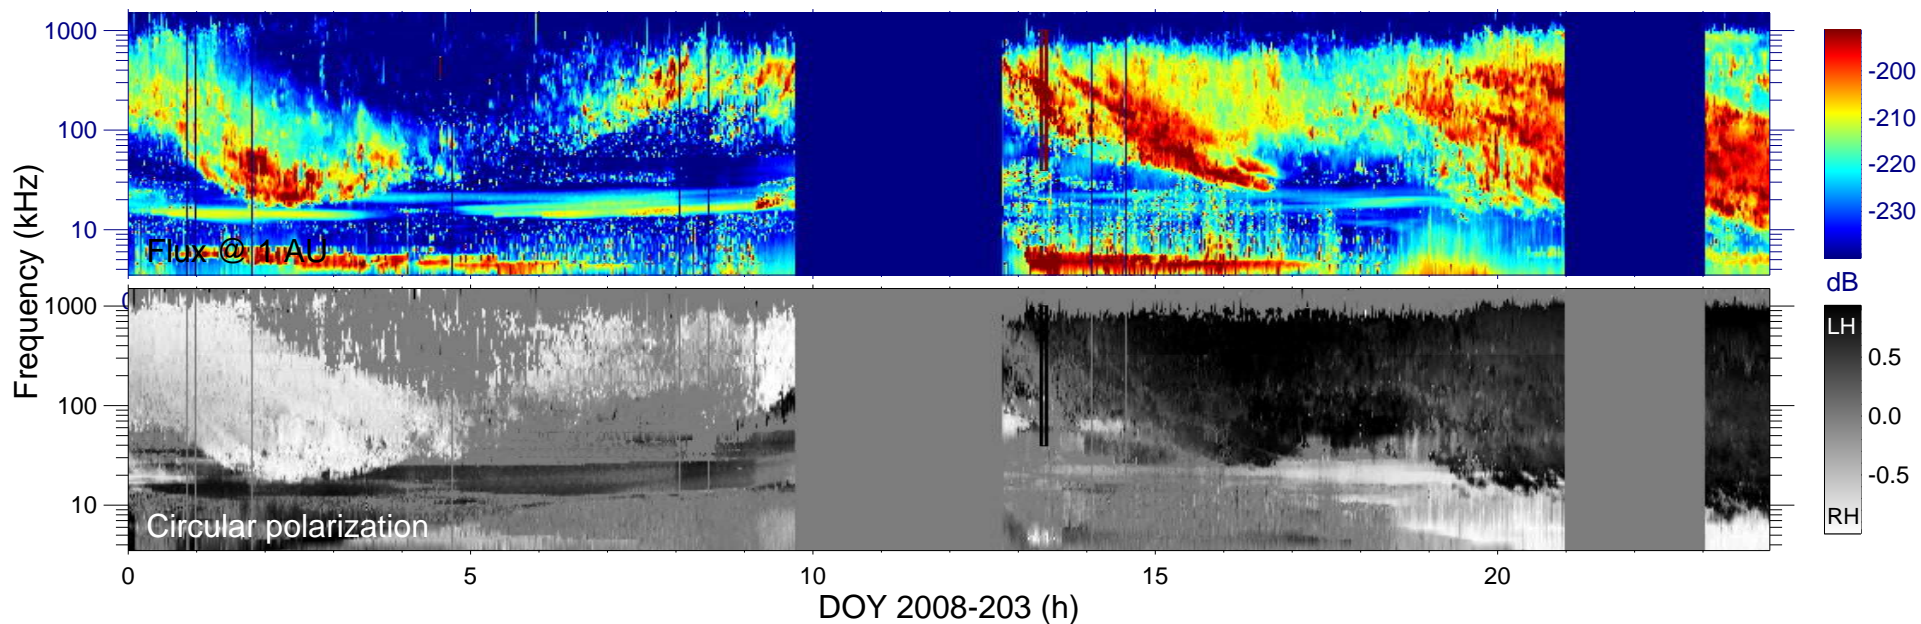 1000
100
10
Flux @ 1 AU
-200
-210
-220
-230
dB
Frequency (kHz)
0
1000
100
10
Circular polarization
LH
0.5
0.0
-0.5
RH
0
5
10
15
20
DOY 2008-203 (h)